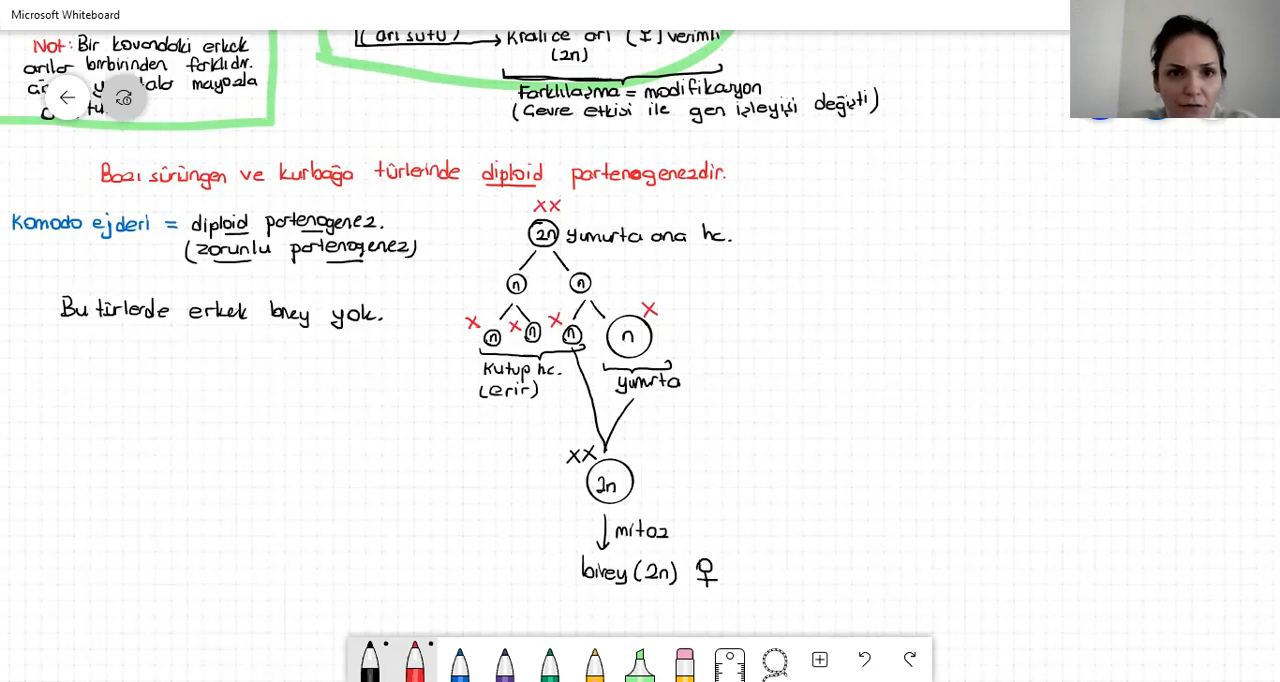 Microsoft Whiteboard
Not: Bir kovandaki erkek
arılar birbirinden farklıdır.
mayozla
(arı sütü) → kraliçe arı (♀) verimli
(2n)
Farklılaşma = modifikasyon
(Çevre etkisi ile gen işleyişi değişti)
Bazı sürüngen ve kurbağa türlerinde diploid partenogenezdir.
Komodo ejderi = diploid partenogenez.
(zorunlu partenogenez)
Bu türlerde erkek birey yok.
XX
2n yumurta ana hc.
n n
X X X X
n n n n
Kutup hc.
(erir)
yumurta
XX
2n
↓ mitoz
birey (2n) ♀